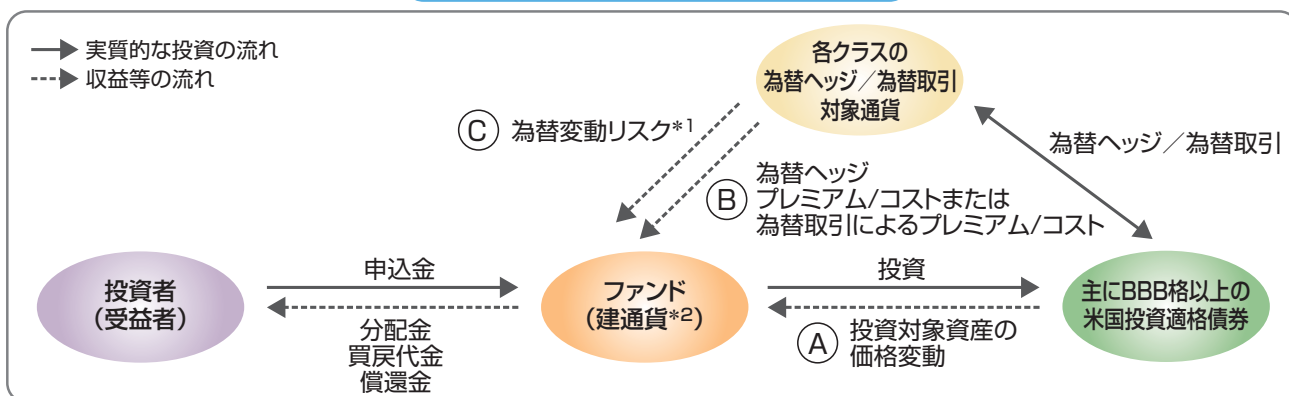 実質的な投資の流れ
収益等の流れ
各クラスの
為替ヘッジ／為替取引
対象通貨
C 為替変動リスク*1
為替ヘッジ／為替取引
B 為替ヘッジ
プレミアム/コストまたは
為替取引によるプレミアム/コスト
投資者
（受益者）
申込金
分配金
買戻代金
償還金
ファンド
（建通貨*2）
投資
A 投資対象資産の
価格変動
主にBBB格以上の
米国投資適格債券